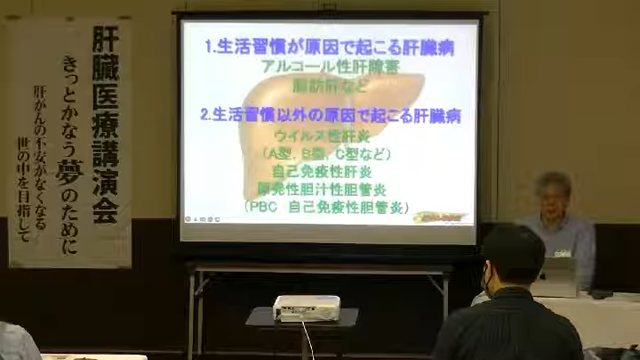 肝臓医療講演会
きっとかなう夢のために
肝がんの不安がなくなる
世の中を目指して
1.生活習慣が原因で起こる肝臓病
アルコール性肝障害
脂肪肝など
2.生活習慣以外の原因で起こる肝臓病
ウイルス性肝炎
(A型，B型，C型など)
自己免疫性肝炎
原発性胆汁性胆管炎
(PBC 自己免疫性胆管炎)